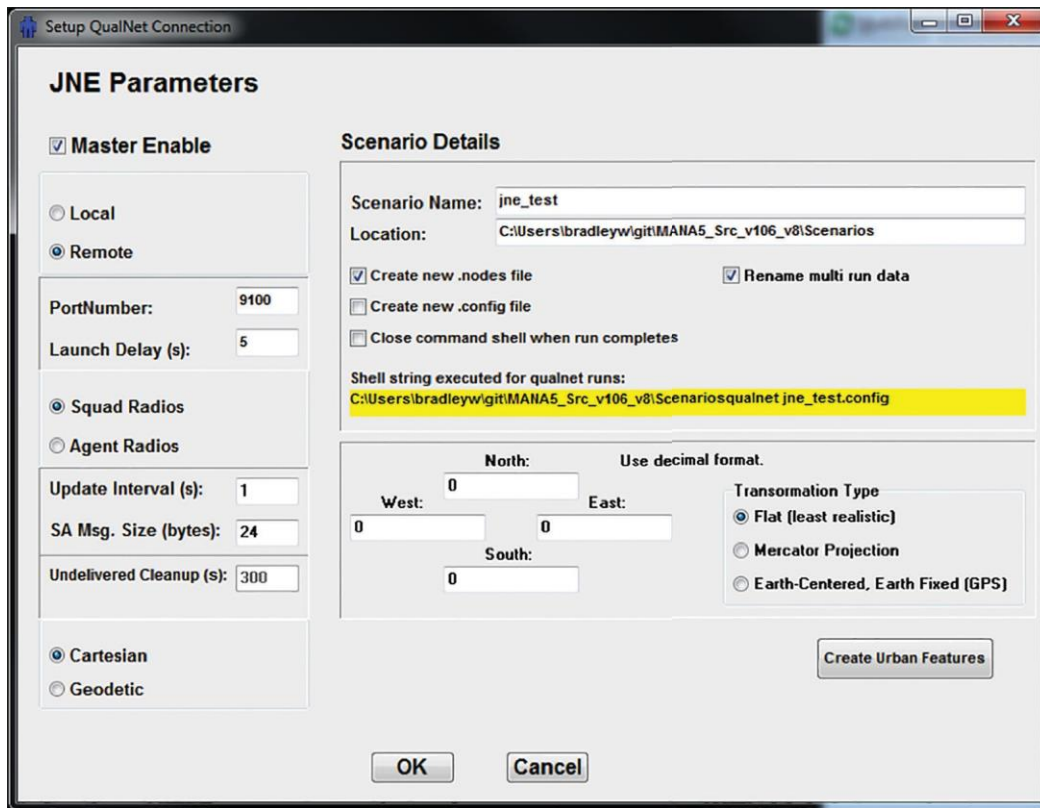 Setup QualNet Connection
JNE Parameters
Master Enable
Local
Remote
PortNumber: 9100
Launch Delay (s): 5
Squad Radios
Agent Radios
Update Interval (s): 1
SA Msg. Size (bytes): 24
Undelivered Cleanup (s): 300
Cartesian
Geodetic
Scenario Details
Scenario Name: jne_test
Location: C:\Users\bradleyw\git\MANA5_Src_v106_v8\Scenarios
Create new .nodes file
Rename multi run data
Create new .config file
Close command shell when run completes
Shell string executed for qualnet runs:
C:\Users\bradleyw\git\MANA5_Src_v106_v8\Scenariosqualnet jne_test.config
North: Use decimal format.
0
West: East:
0 0
South:
0
Transormation Type
Flat (least realistic)
Mercator Projection
Earth-Centered, Earth Fixed (GPS)
Create Urban Features
OK Cancel